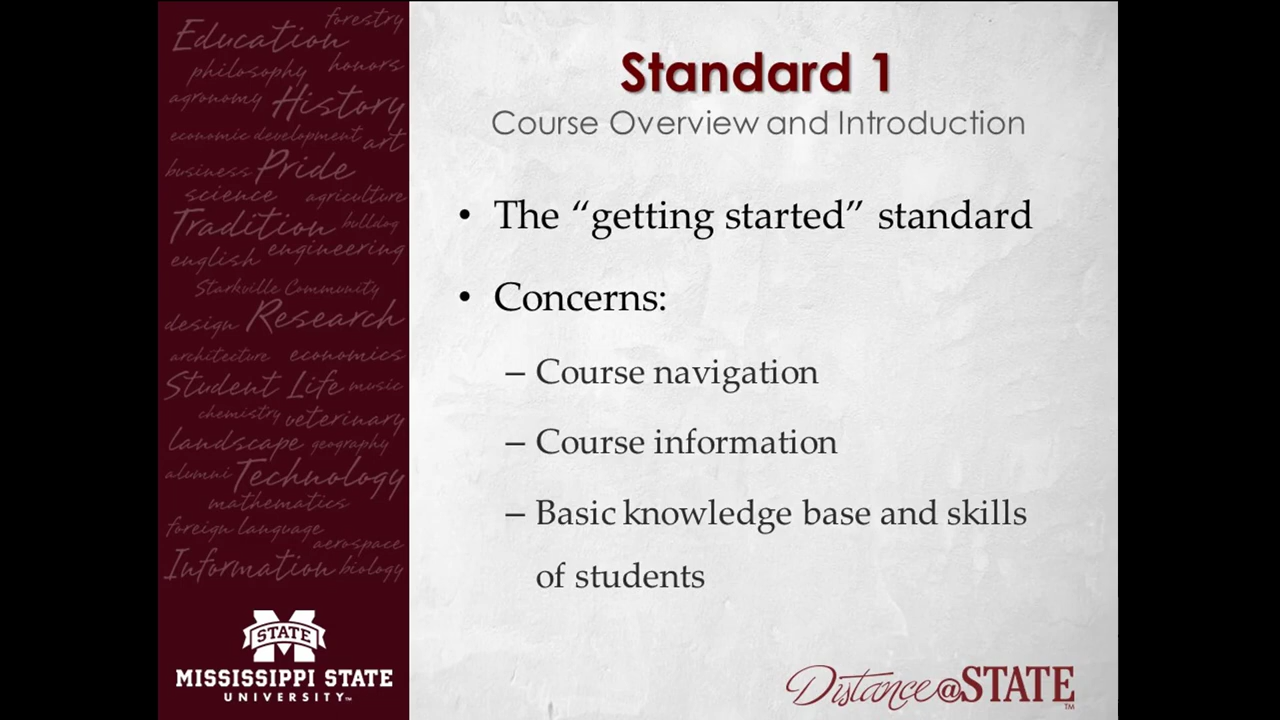 forestry
Education
philosophy honors
agronomy History
economic development art
business Pride
science agriculture
Tradition bulldog
english engineering
Starkville Community
design Research
architecture economics
Student Life music
chemistry veterinary
landscape geography
alumni Technology
mathematics
foreign language
aerospace
Information biology
STATE
MISSISSIPPI STATE
UNIVERSITY™
Standard 1
Course Overview and Introduction
• The “getting started” standard
• Concerns:
– Course navigation
– Course information
– Basic knowledge base and skills
of students
Distance@STATE™